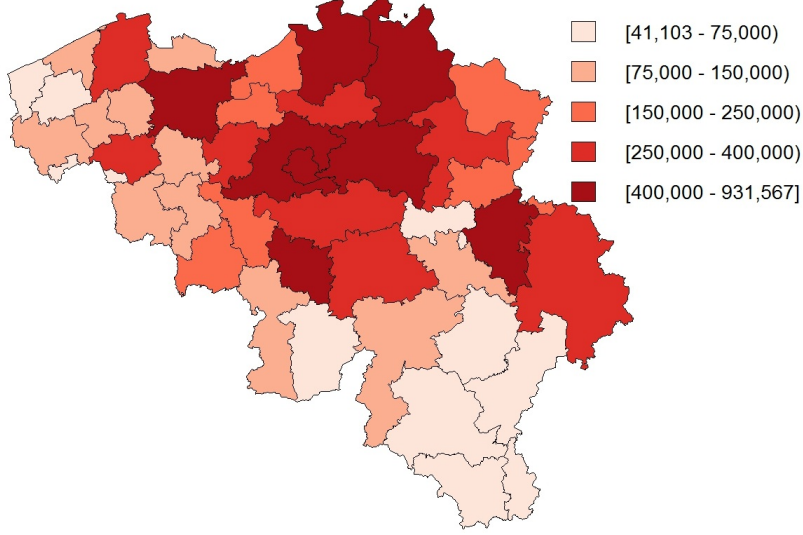 [41,103 - 75,000)
[75,000 - 150,000)
[150,000 - 250,000)
[250,000 - 400,000)
[400,000 - 931,567]